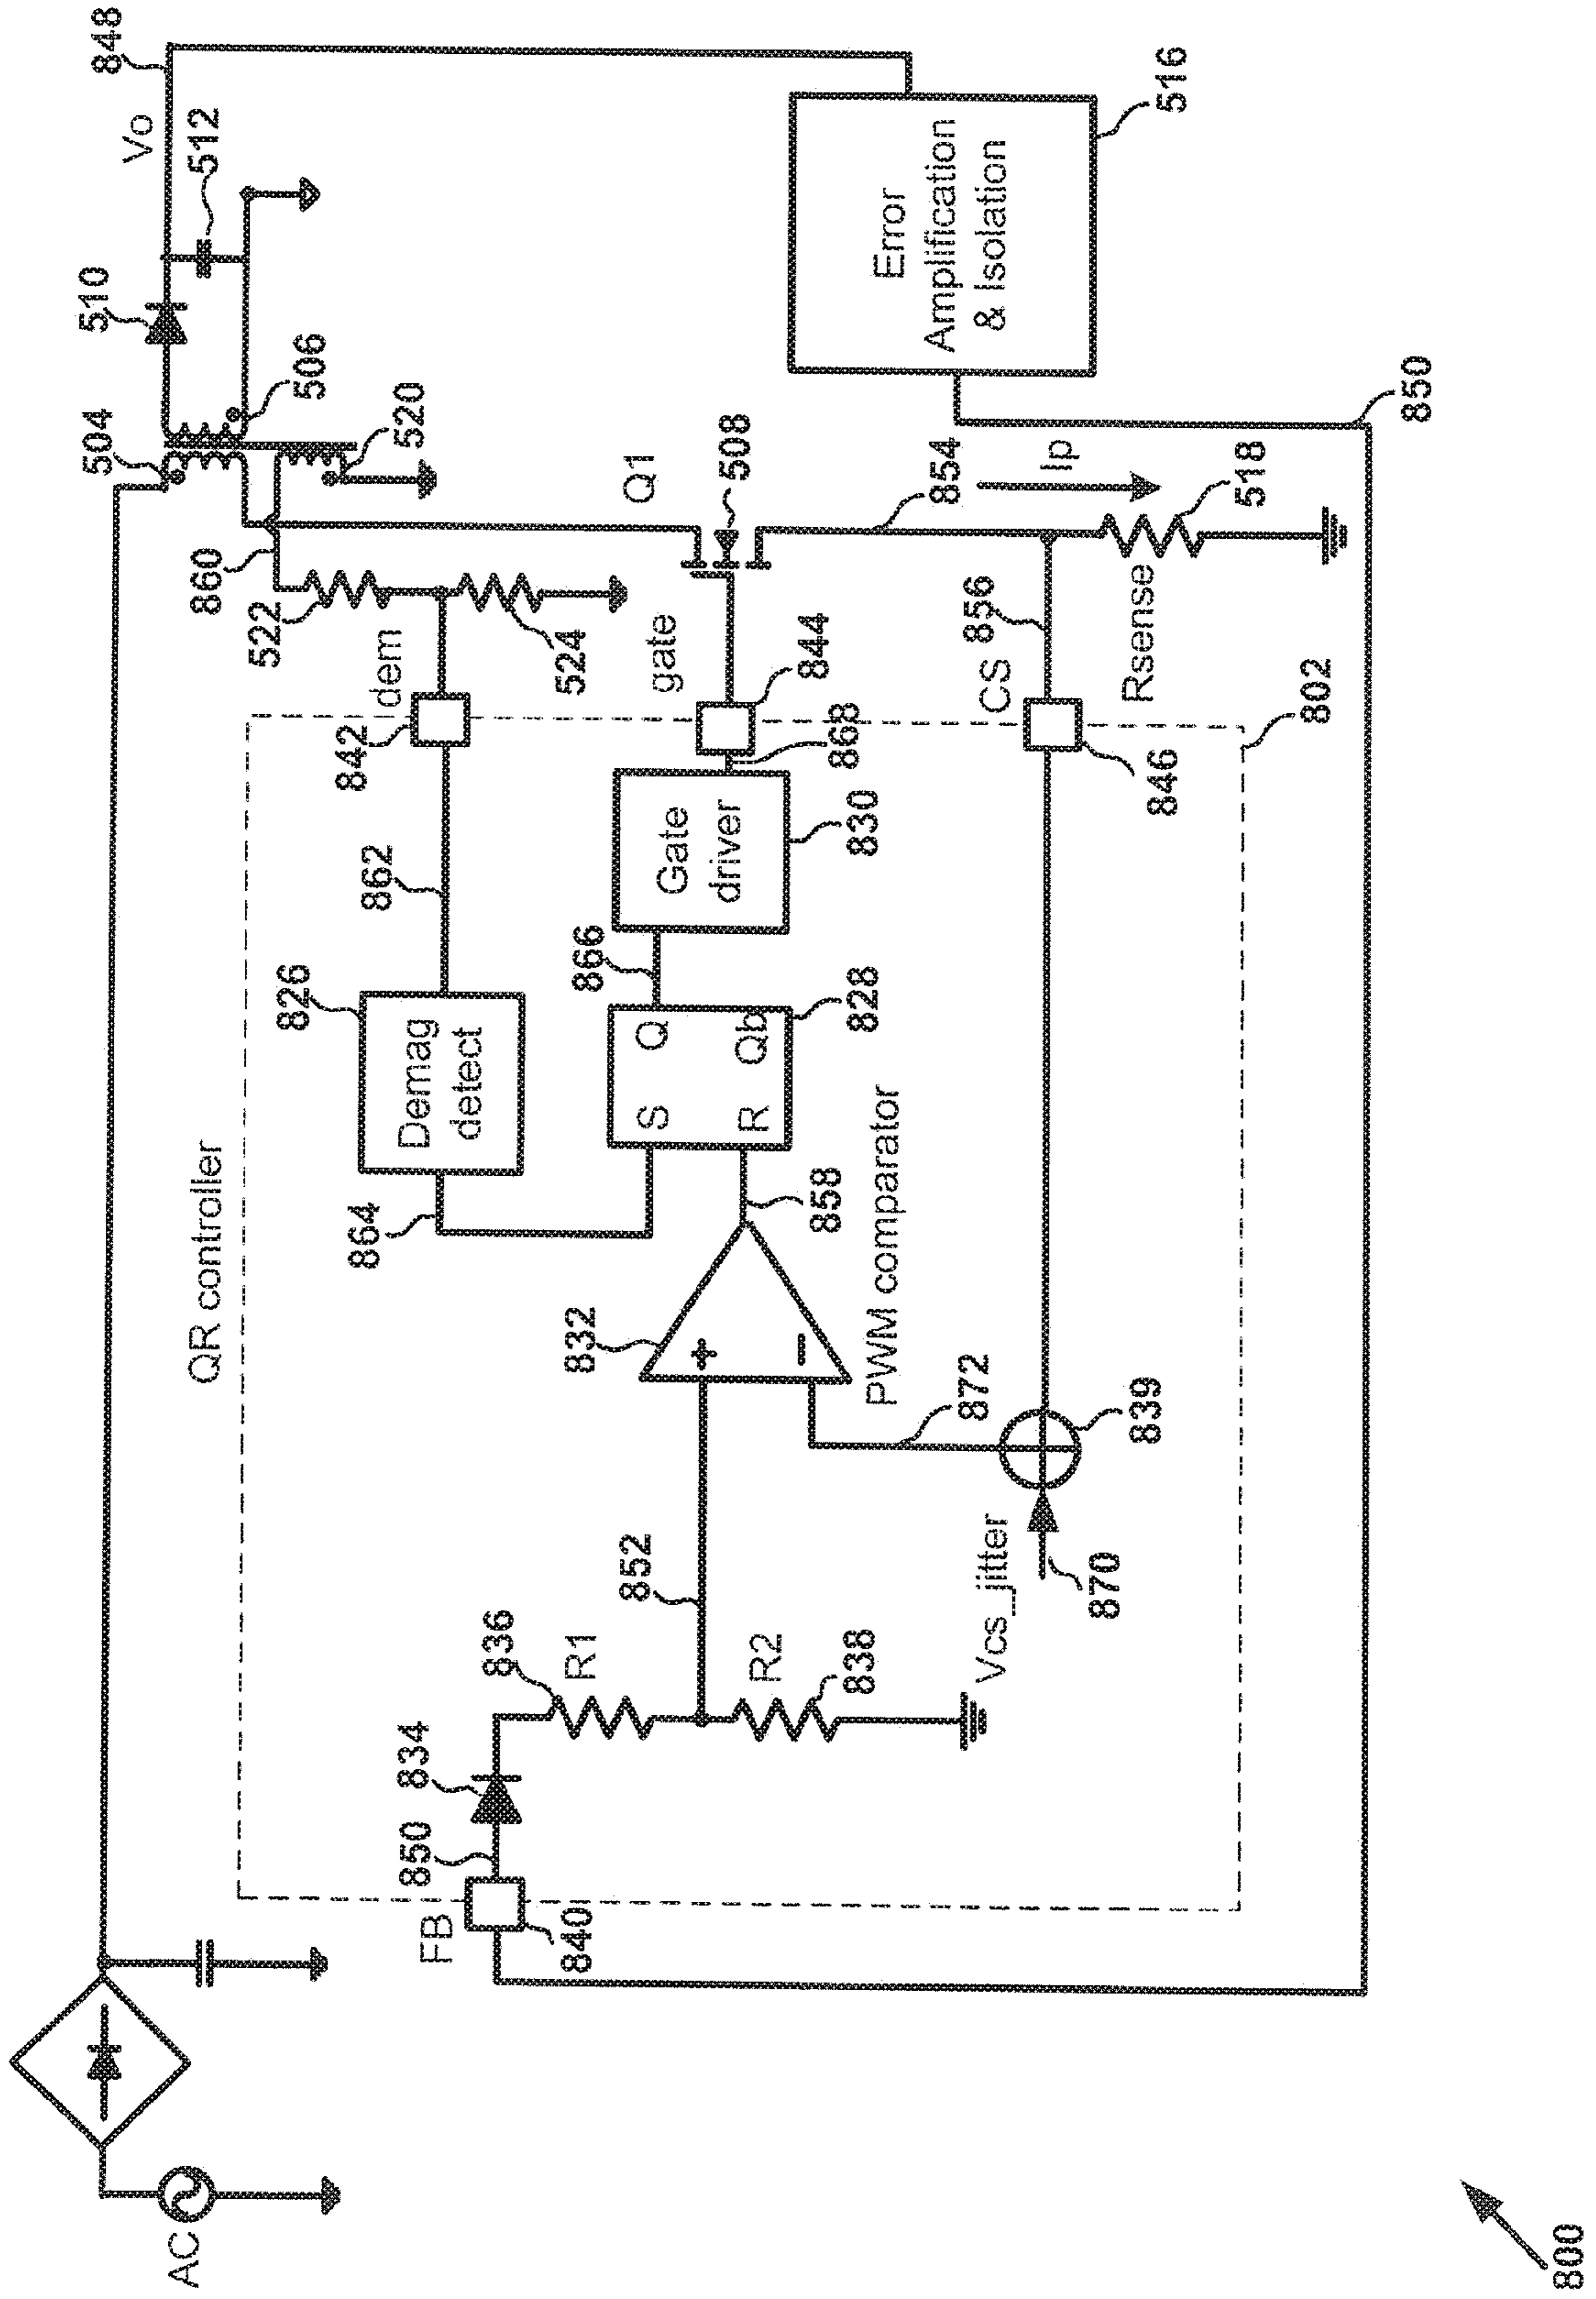 848
Vo
512
510
506
504
520
860
522
524
dem
842
Q1
508
gate
844
868
854
Ip
518
856
CS
Rsense
846
802
Error
Amplification
& Isolation
516
850
QR controller
862
826
Demag
detect
864
866
Gate
driver
830
S
Q
R
Qb
828
858
832
+
−
PWM comparator
872
839
852
Vcs_jitter
870
836
R1
R2
838
834
850
FB
840
AC
800